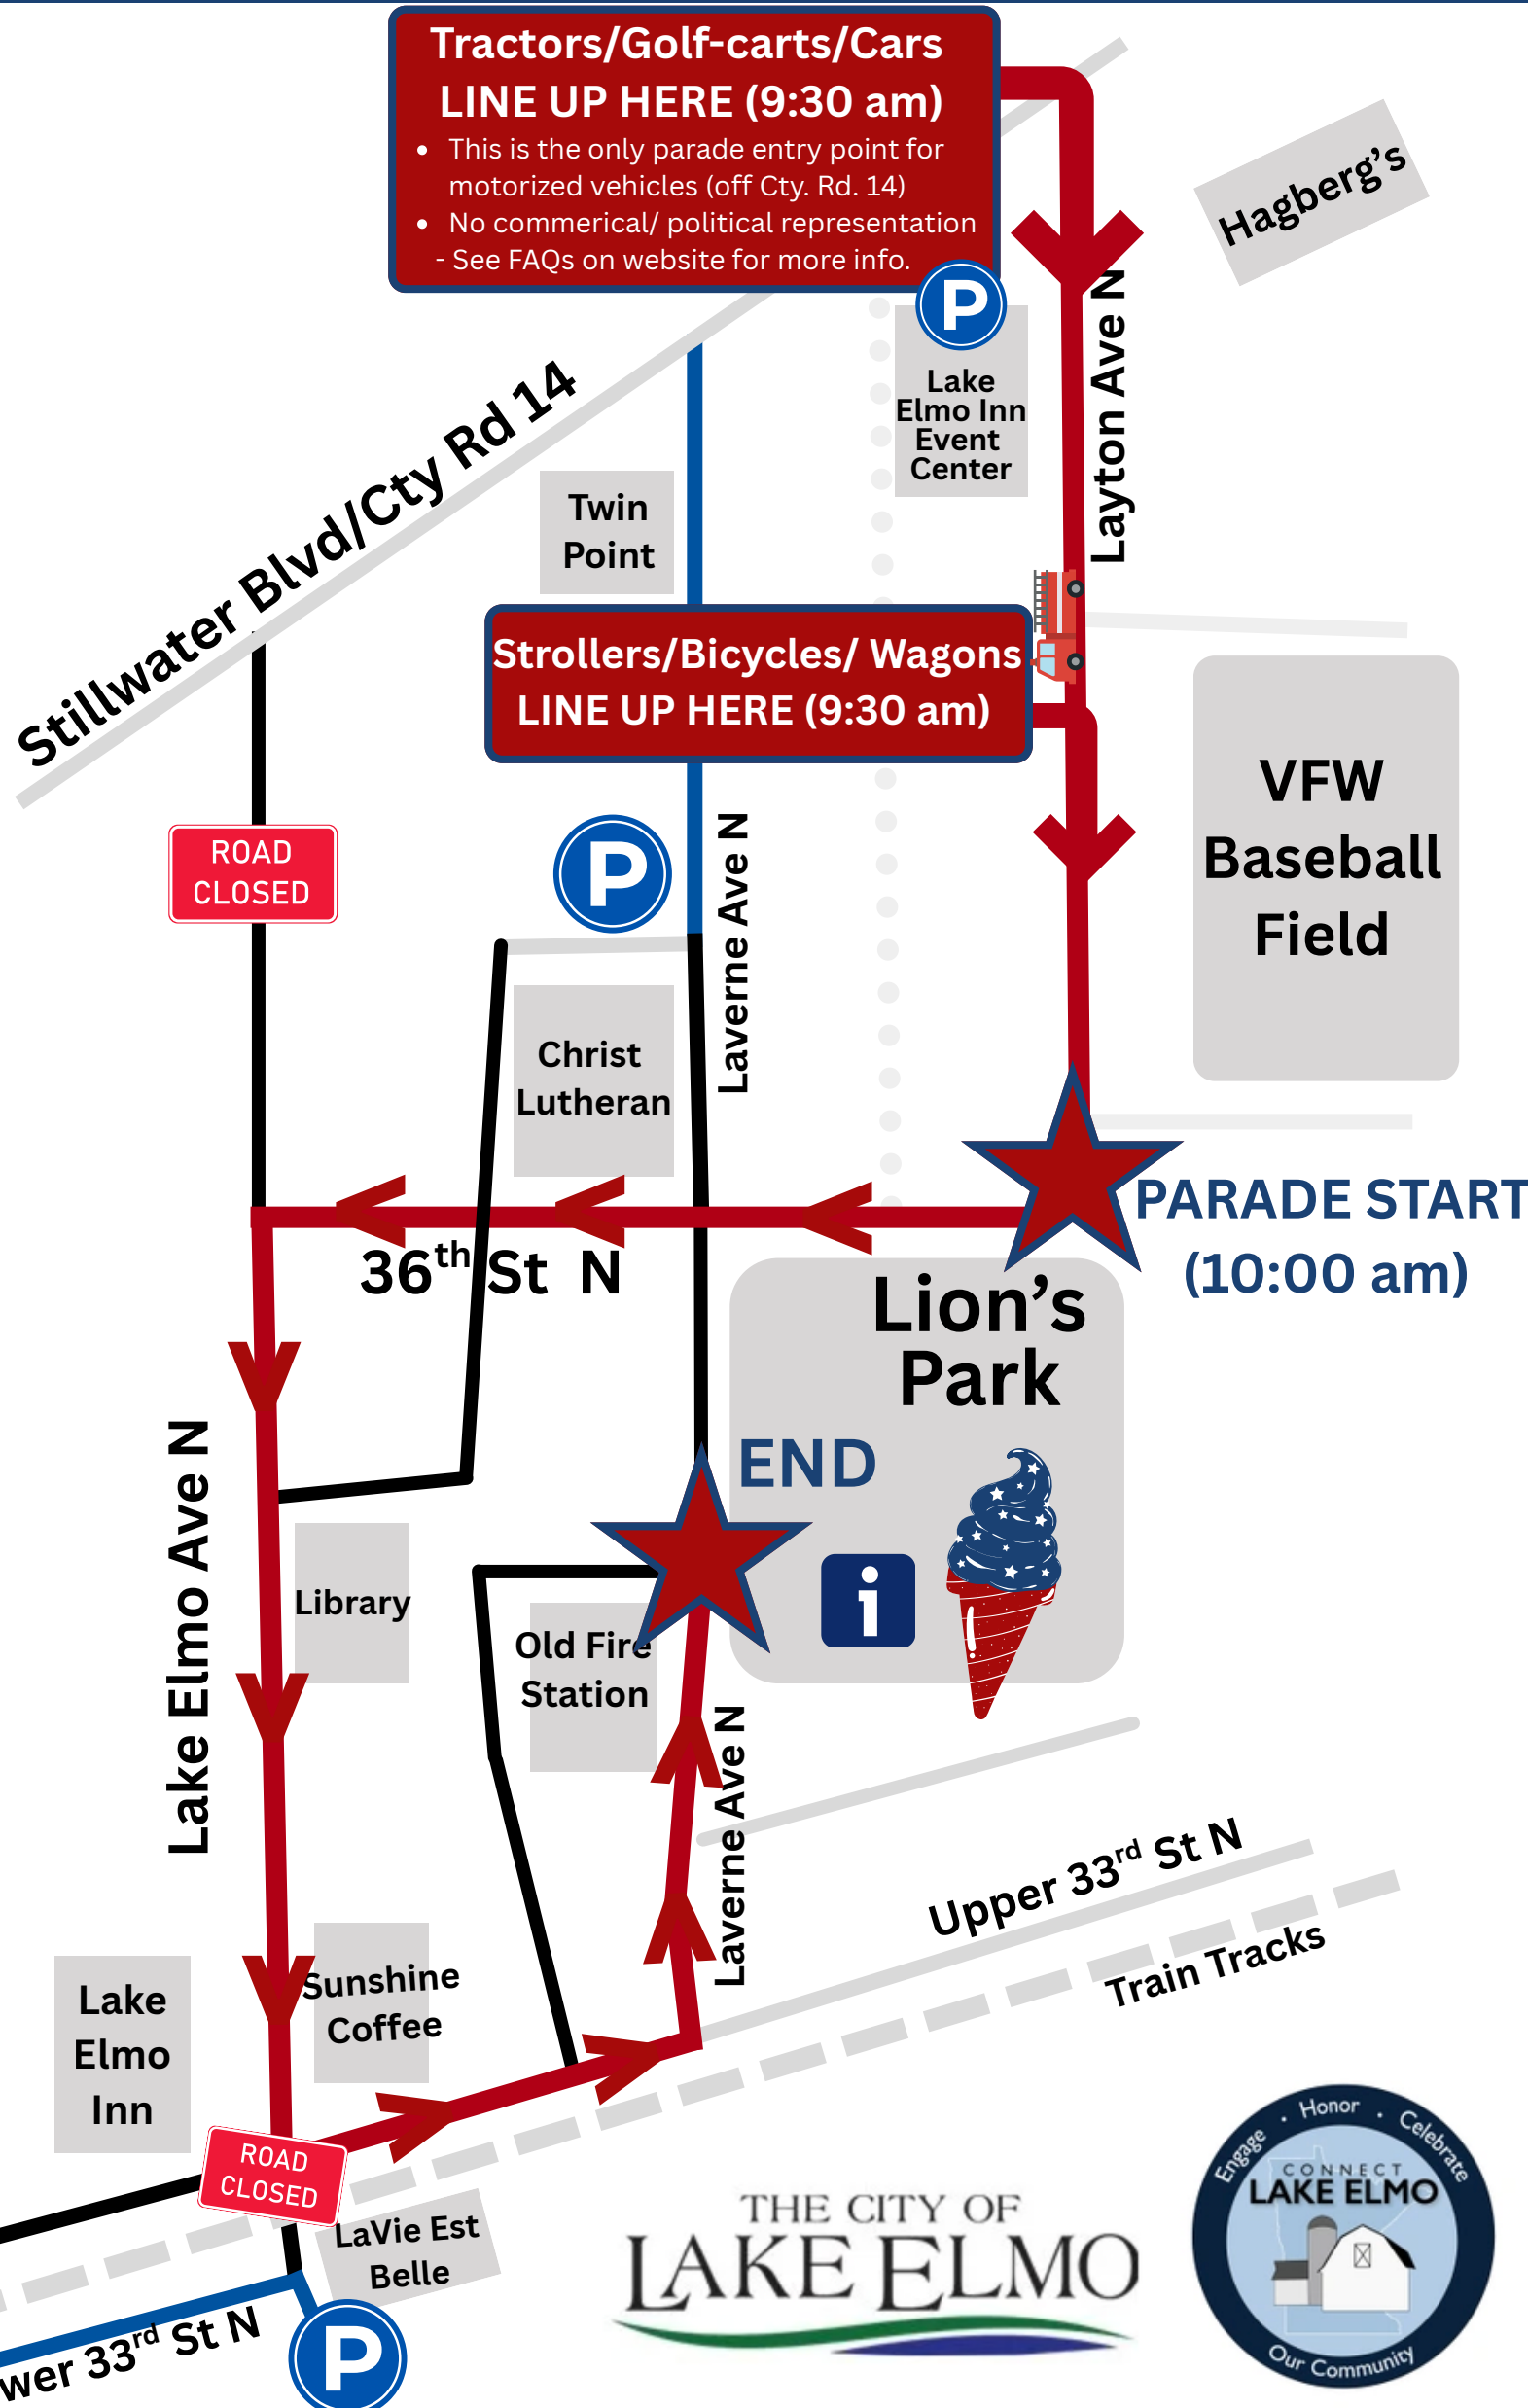 Tractors/Golf-carts/Cars
LINE UP HERE (9:30 am)
• This is the only parade entry point for
motorized vehicles (off Cty. Rd. 14)
• No commerical/ political representation
- See FAQs on website for more info.
Hagberg’s
P
Lake
Elmo Inn
Event
Center
Layton Ave N
Stillwater Blvd/Cty Rd 14
Twin
Point
Strollers/Bicycles/ Wagons
LINE UP HERE (9:30 am)
VFW
Baseball
Field
ROAD
CLOSED
P
Laverne Ave N
Christ
Lutheran
PARADE START
(10:00 am)
36th St N
Lion’s
Park
END
i
Lake Elmo Ave N
Library
Old Fire
Station
Laverne Ave N
Upper 33rd St N
Train Tracks
Sunshine
Coffee
Lake
Elmo
Inn
ROAD
CLOSED
LaVie Est
Belle
wer 33rd St N
P
THE CITY OF
LAKE ELMO
Engage · Honor · Celebrate
CONNECT
LAKE ELMO
Our Community